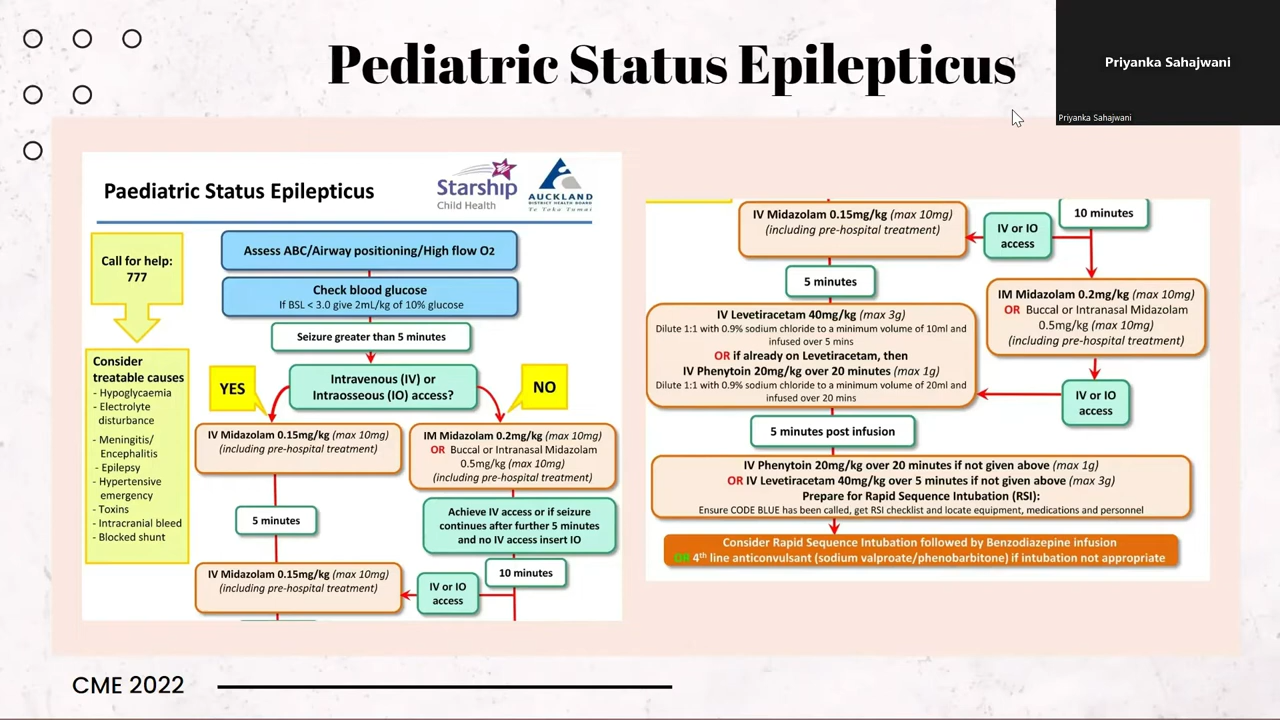 Pediatric Status Epilepticus
Priyanka Sahajwani
Priyanka Sahajwani
Paediatric Status Epilepticus
Starship
Child Health
AUCKLAND
DISTRICT HEALTH BOARD
Te Toka Tumai
Call for help:
777
Assess ABC/Airway positioning/High flow O2
Check blood glucose
If BSL < 3.0 give 2mL/kg of 10% glucose
Seizure greater than 5 minutes
Consider
treatable causes
- Hypoglycaemia
- Electrolyte
disturbance
- Meningitis/
Encephalitis
- Epilepsy
- Hypertensive
emergency
- Toxins
- Intracranial bleed
- Blocked shunt
YES
Intravenous (IV) or
Intraosseous (IO) access?
NO
IV Midazolam 0.15mg/kg (max 10mg)
(including pre-hospital treatment)
IM Midazolam 0.2mg/kg (max 10mg)
OR Buccal or Intranasal Midazolam
0.5mg/kg (max 10mg)
(including pre-hospital treatment)
5 minutes
Achieve IV access or if seizure
continues after further 5 minutes
and no IV access insert IO
10 minutes
IV Midazolam 0.15mg/kg (max 10mg)
(including pre-hospital treatment)
IV or IO
access
IV Midazolam 0.15mg/kg (max 10mg)
(including pre-hospital treatment)
IV or IO
access
10 minutes
5 minutes
IM Midazolam 0.2mg/kg (max 10mg)
OR Buccal or Intranasal Midazolam
0.5mg/kg (max 10mg)
(including pre-hospital treatment)
IV Levetiracetam 40mg/kg (max 3g)
Dilute 1:1 with 0.9% sodium chloride to a minimum volume of 10ml and
infused over 5 mins
OR if already on Levetiracetam, then
IV Phenytoin 20mg/kg over 20 minutes (max 1g)
Dilute 1:1 with 0.9% sodium chloride to a minimum volume of 20ml and
infused over 20 mins
IV or IO
access
5 minutes post infusion
IV Phenytoin 20mg/kg over 20 minutes if not given above (max 1g)
OR IV Levetiracetam 40mg/kg over 5 minutes if not given above (max 3g)
Prepare for Rapid Sequence Intubation (RSI):
Ensure CODE BLUE has been called, get RSI checklist and locate equipment, medications and personnel
Consider Rapid Sequence Intubation followed by Benzodiazepine infusion
OR 4th line anticonvulsant (sodium valproate/phenobarbitone) if intubation not appropriate
CME 2022